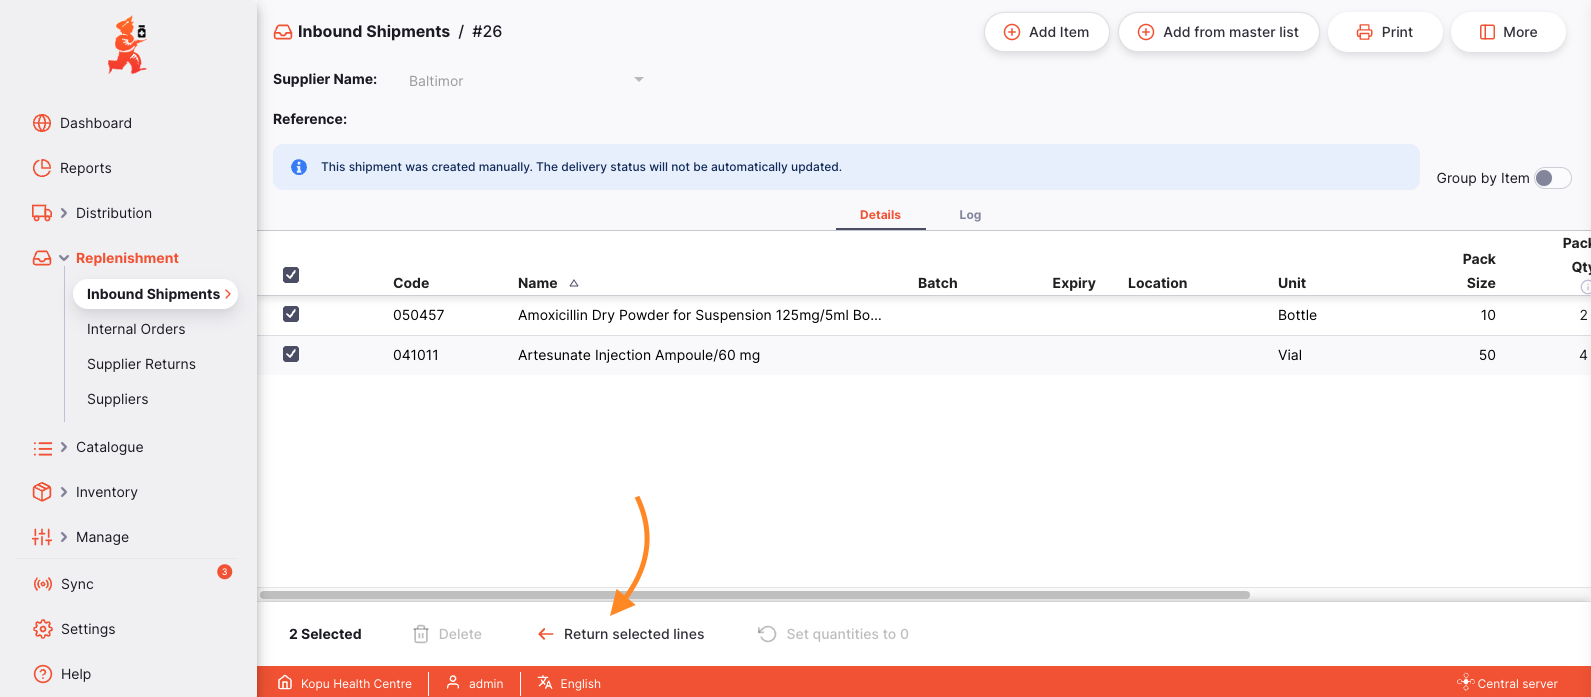 Inbound Shipments / #26
Add Item
Add from master list
Print
More
Supplier Name: Baltimor
Reference:
This shipment was created manually. The delivery status will not be automatically updated.
Group by Item
Details
Log
Dashboard
Reports
Distribution
Replenishment
Inbound Shipments
Internal Orders
Supplier Returns
Suppliers
Catalogue
Inventory
Manage
Sync 3
Settings
Help
Code Name Batch Expiry Location Unit Pack Size Pack Qty
050457 Amoxicillin Dry Powder for Suspension 125mg/5ml Bo... Bottle 10 2
041011 Artesunate Injection Ampoule/60 mg Vial 50 4
2 Selected Delete Return selected lines Set quantities to 0
Kopu Health Centre admin English Central server